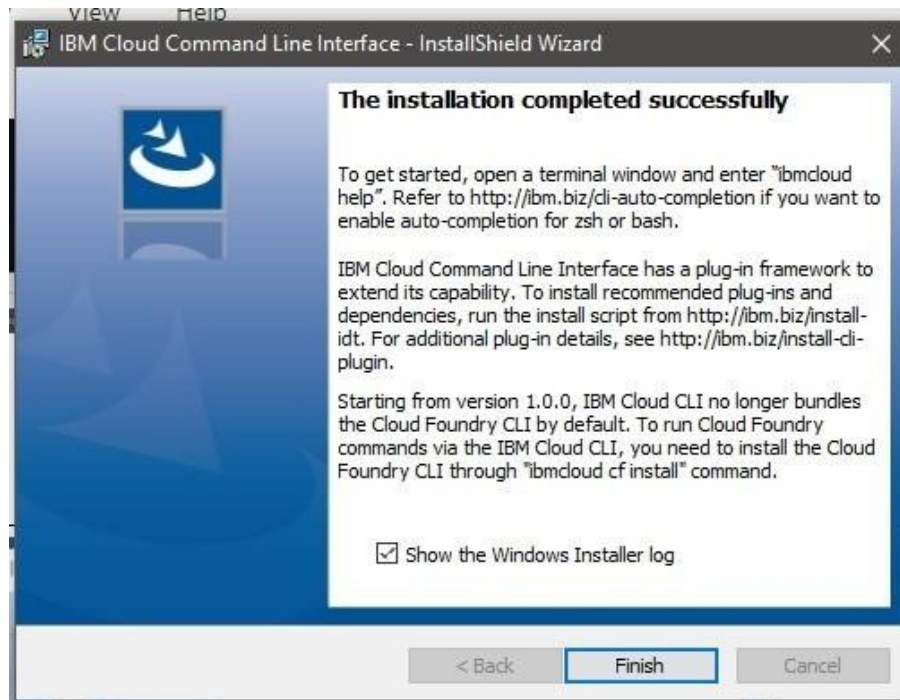 View Help
IBM Cloud Command Line Interface - InstallShield Wizard
The installation completed successfully
To get started, open a terminal window and enter "ibmcloud
help". Refer to http://ibm.biz/cli-auto-completion if you want to
enable auto-completion for zsh or bash.
IBM Cloud Command Line Interface has a plug-in framework to
extend its capability. To install recommended plug-ins and
dependencies, run the install script from http://ibm.biz/install-
idt. For additional plug-in details, see http://ibm.biz/install-cli-
plugin.
Starting from version 1.0.0, IBM Cloud CLI no longer bundles
the Cloud Foundry CLI by default. To run Cloud Foundry
commands via the IBM Cloud CLI, you need to install the Cloud
Foundry CLI through "ibmcloud cf install" command.
Show the Windows Installer log
< Back Finish Cancel